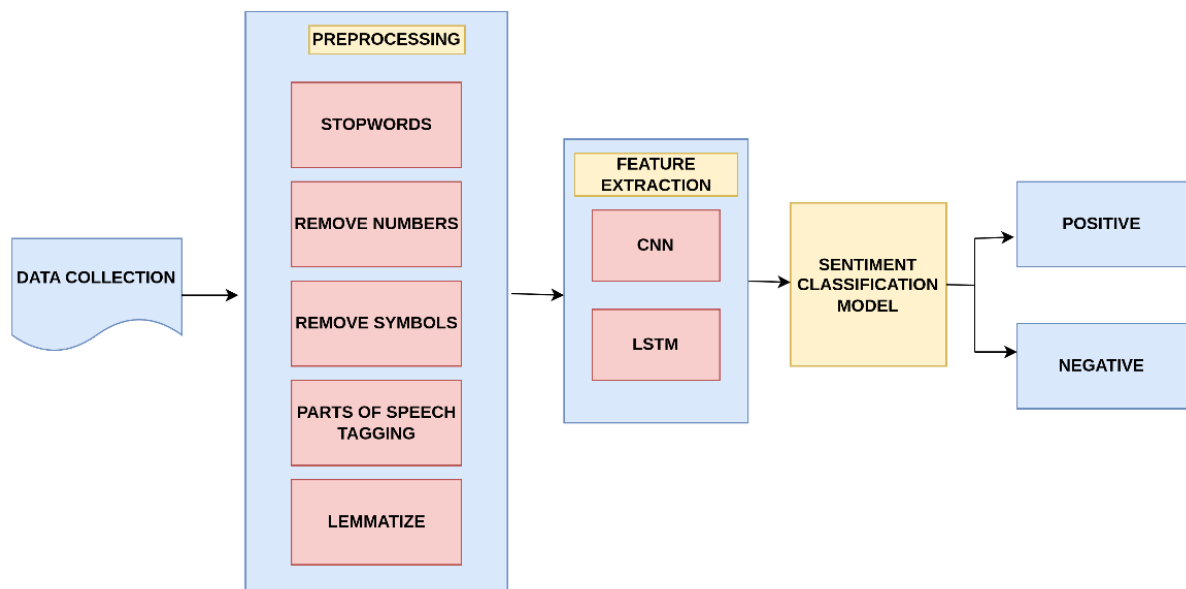 DATA COLLECTION
PREPROCESSING
STOPWORDS
REMOVE NUMBERS
REMOVE SYMBOLS
PARTS OF SPEECH
TAGGING
LEMMATIZE
FEATURE
EXTRACTION
CNN
LSTM
SENTIMENT
CLASSIFICATION
MODEL
POSITIVE
NEGATIVE